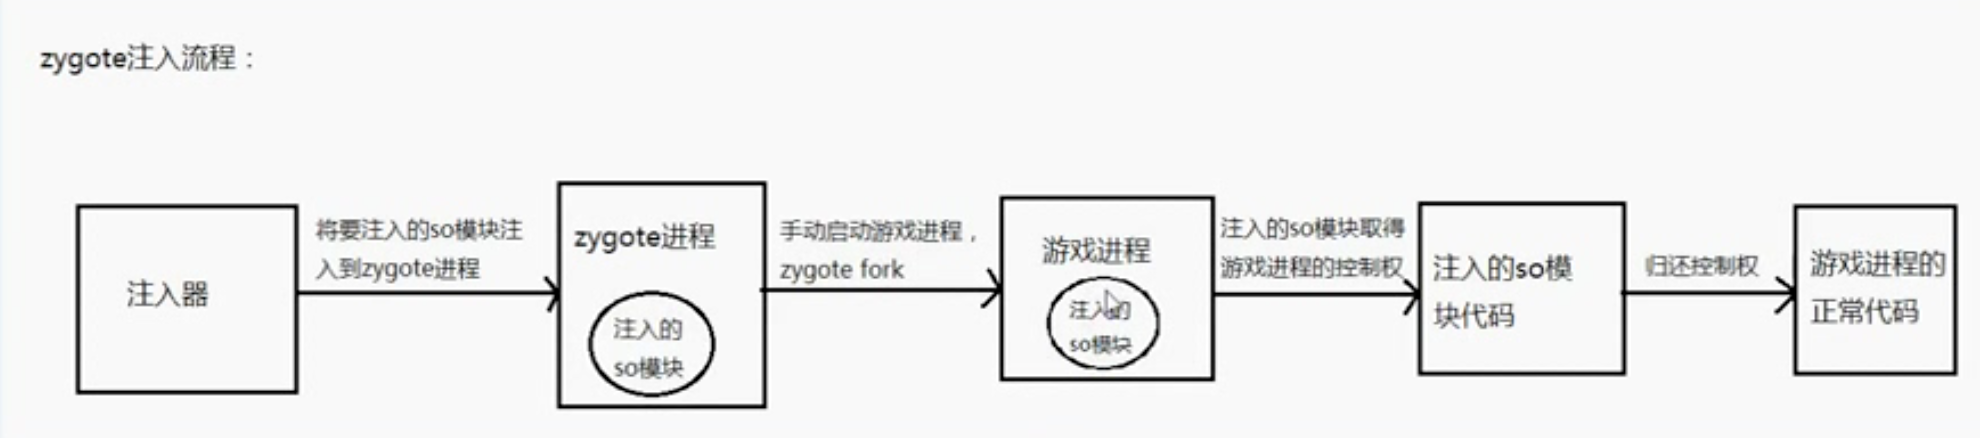 zygote注入流程：
注入器
将要注入的so模块注
入到zygote进程
zygote进程
注入的
so模块
手动启动游戏进程，
zygote fork
游戏进程
注入的
so模块
注入的so模块取得
游戏进程的控制权
注入的so模
块代码
归还控制权
游戏进程的
正常代码